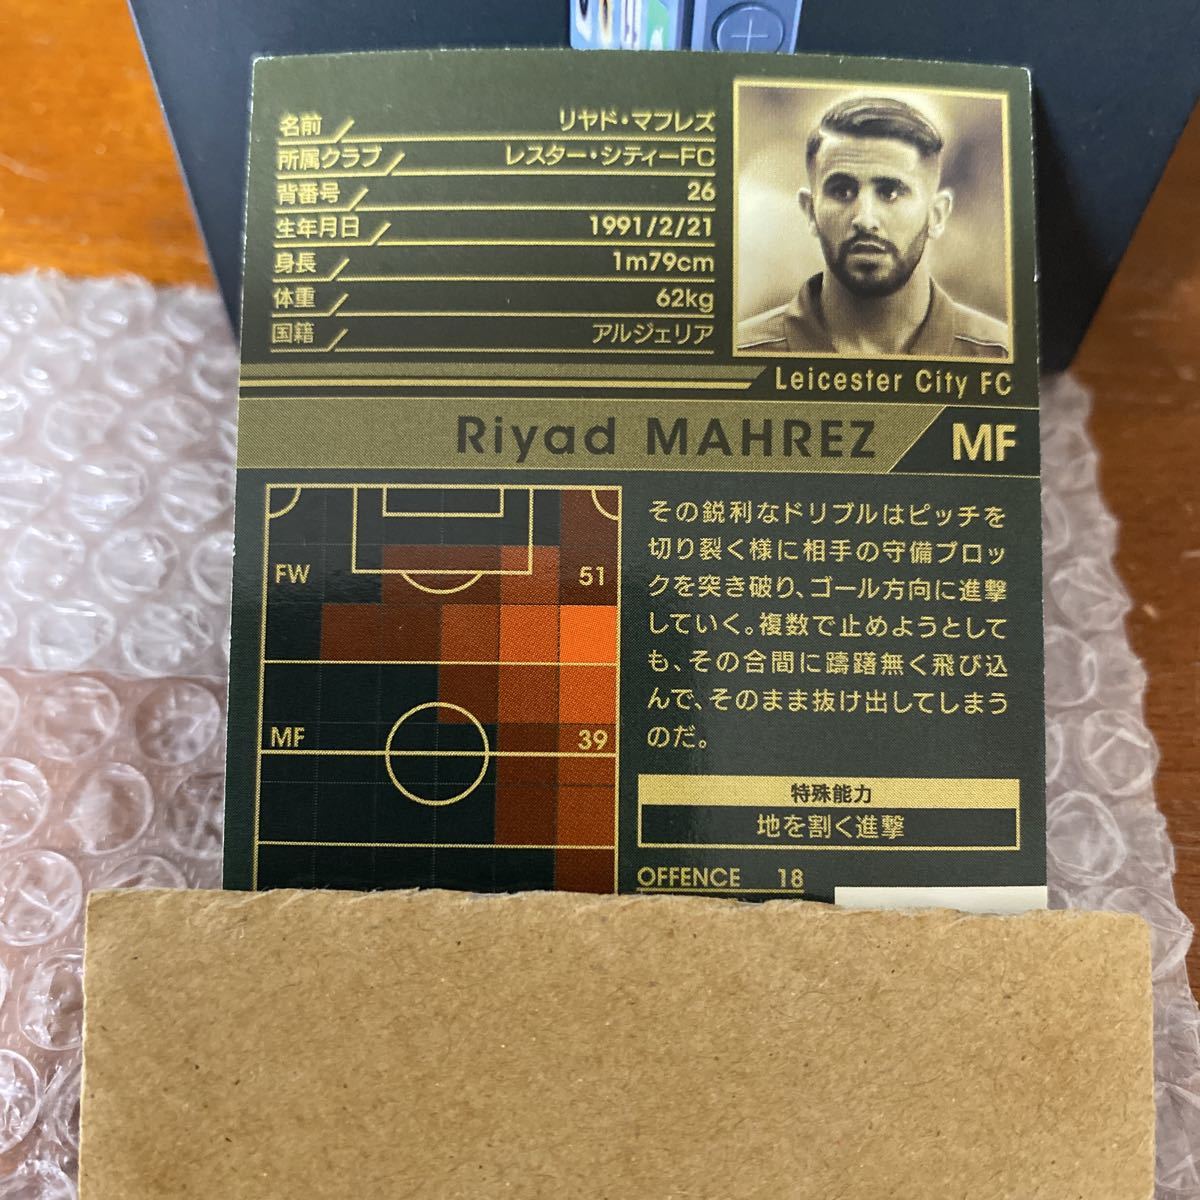 名前 リヤド・マフレズ
所属クラブ レスター・シティーFC
背番号 26
生年月日 1991/2/21
身長 1m79cm
体重 62kg
国籍 アルジェリア
Leicester City FC
Riyad MAHREZ MF
FW 51
MF 39
その鋭利なドリブルはピッチを
切り裂く様に相手の守備ブロッ
クを突き破り、ゴール方向に進撃
していく。複数で止めようとして
も、その合間に躊躇無く飛び込
んで、そのまま抜け出してしまう
のだ。
特殊能力
地を割く進撃
OFFENCE 18